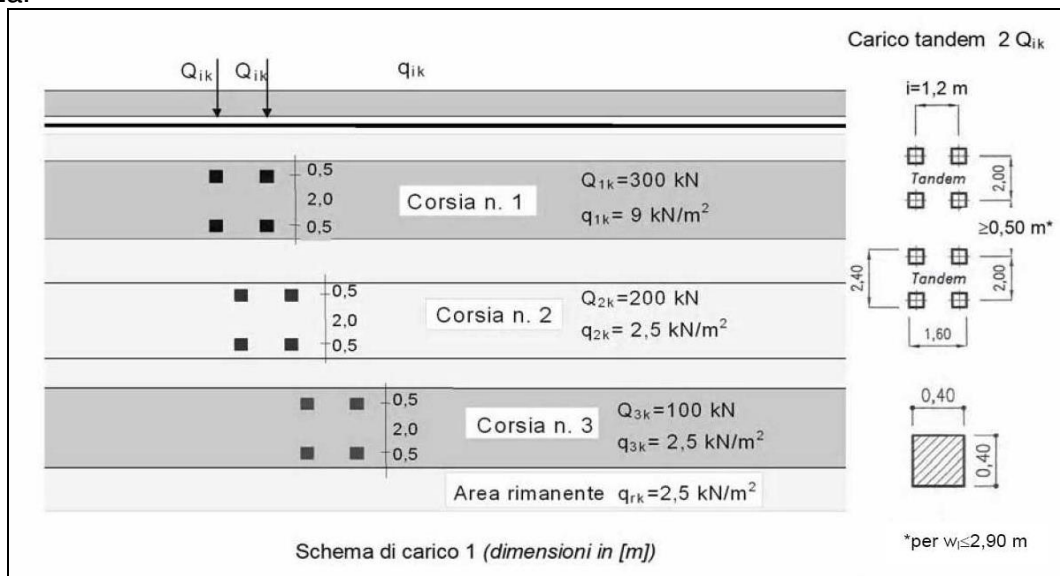 za.
Carico tandem 2 Qik
Qik Qik qik
i=1,2 m
0,5
2,0
0,5
Corsia n. 1
Q1k=300 kN
q1k= 9 kN/m²
Tandem
2,00
≥0,50 m*
0,5
2,0
0,5
Corsia n. 2
Q2k=200 kN
q2k= 2,5 kN/m²
2,40
Tandem
2,00
1,60
0,5
2,0
0,5
Corsia n. 3
Q3k=100 kN
q3k= 2,5 kN/m²
0,40
0,40
Area rimanente qrk=2,5 kN/m²
Schema di carico 1 (dimensioni in [m])
*per wl≤2,90 m